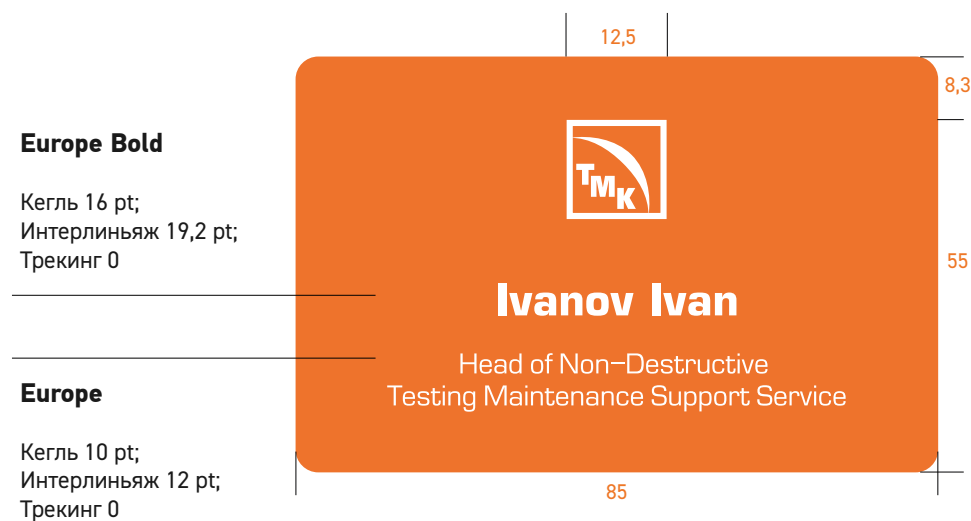 12,5
8,3
Europe Bold
Кегль 16 pt;
Интерлиньяж 19,2 pt;
Трекинг 0
TMK
55
Ivanov Ivan
Head of Non-Destructive
Testing Maintenance Support Service
Europe
Кегль 10 pt;
Интерлиньяж 12 pt;
Трекинг 0
85